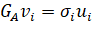 G_A v_i = σ_i u_i